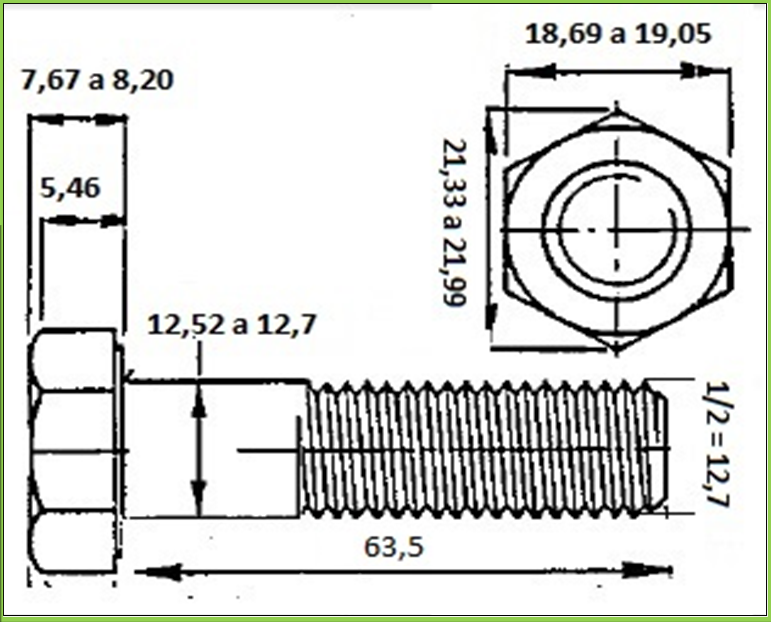 18,69 a 19,05
7,67 a 8,20
5,46
21,33 a 21,99
12,52 a 12,7
1/2 = 12,7
63,5